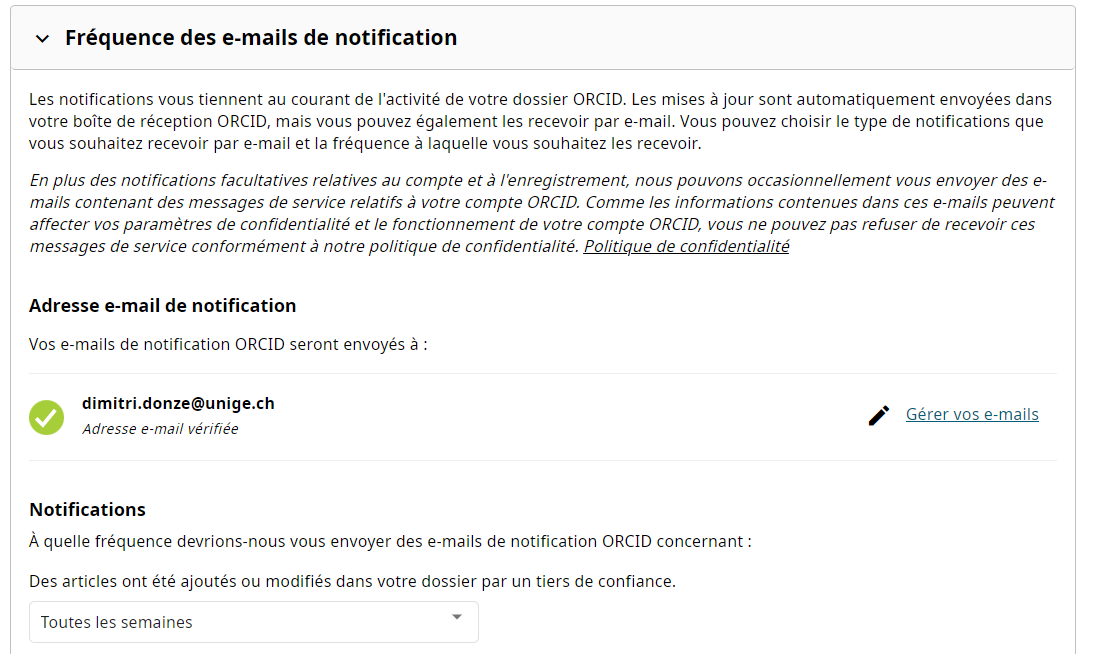 Fréquence des e-mails de notification
Les notifications vous tiennent au courant de l'activité de votre dossier ORCID. Les mises à jour sont automatiquement envoyées dans
votre boîte de réception ORCID, mais vous pouvez également les recevoir par e-mail. Vous pouvez choisir le type de notifications que
vous souhaitez recevoir par e-mail et la fréquence à laquelle vous souhaitez les recevoir.
En plus des notifications facultatives relatives au compte et à l'enregistrement, nous pouvons occasionnellement vous envoyer des e-
mails contenant des messages de service relatifs à votre compte ORCID. Comme les informations contenues dans ces e-mails peuvent
affecter vos paramètres de confidentialité et le fonctionnement de votre compte ORCID, vous ne pouvez pas refuser de recevoir ces
messages de service conformément à notre politique de confidentialité. Politique de confidentialité
Adresse e-mail de notification
Vos e-mails de notification ORCID seront envoyés à :
dimitri.donze@unige.ch
Adresse e-mail vérifiée
Gérer vos e-mails
Notifications
À quelle fréquence devrions-nous vous envoyer des e-mails de notification ORCID concernant :
Des articles ont été ajoutés ou modifiés dans votre dossier par un tiers de confiance.
Toutes les semaines